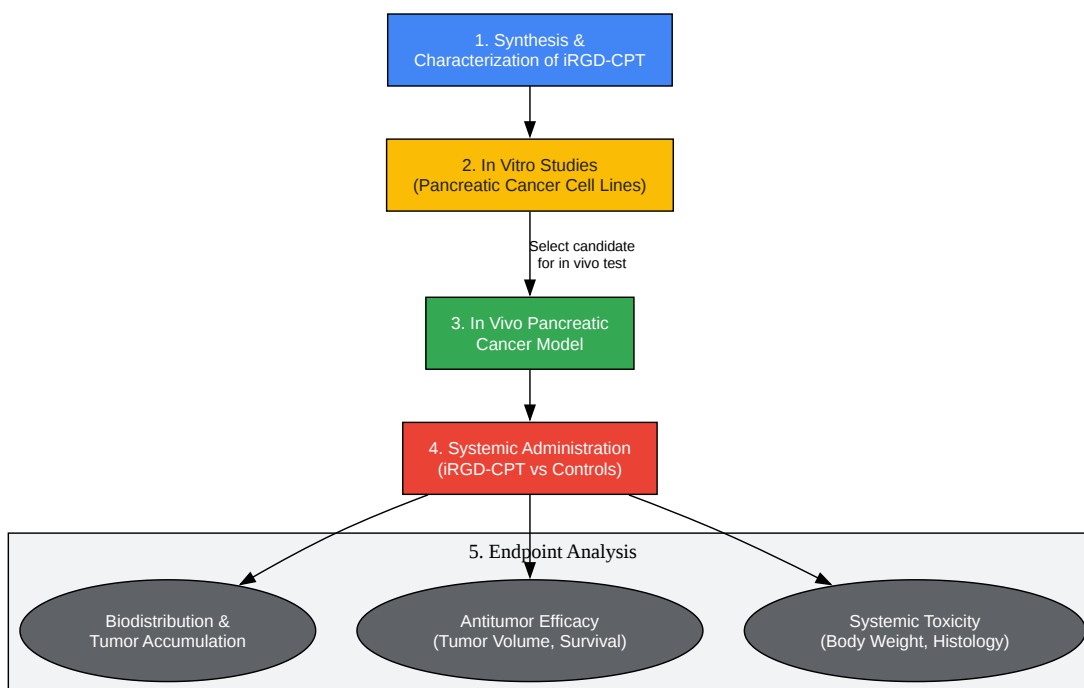 1. Synthesis &
Characterization of iRGD-CPT
2. In Vitro Studies
(Pancreatic Cancer Cell Lines)
Select candidate
for in vivo test
3. In Vivo Pancreatic
Cancer Model
4. Systemic Administration
(iRGD-CPT vs Controls)
5. Endpoint Analysis
Biodistribution &
Tumor Accumulation
Antitumor Efficacy
(Tumor Volume, Survival)
Systemic Toxicity
(Body Weight, Histology)